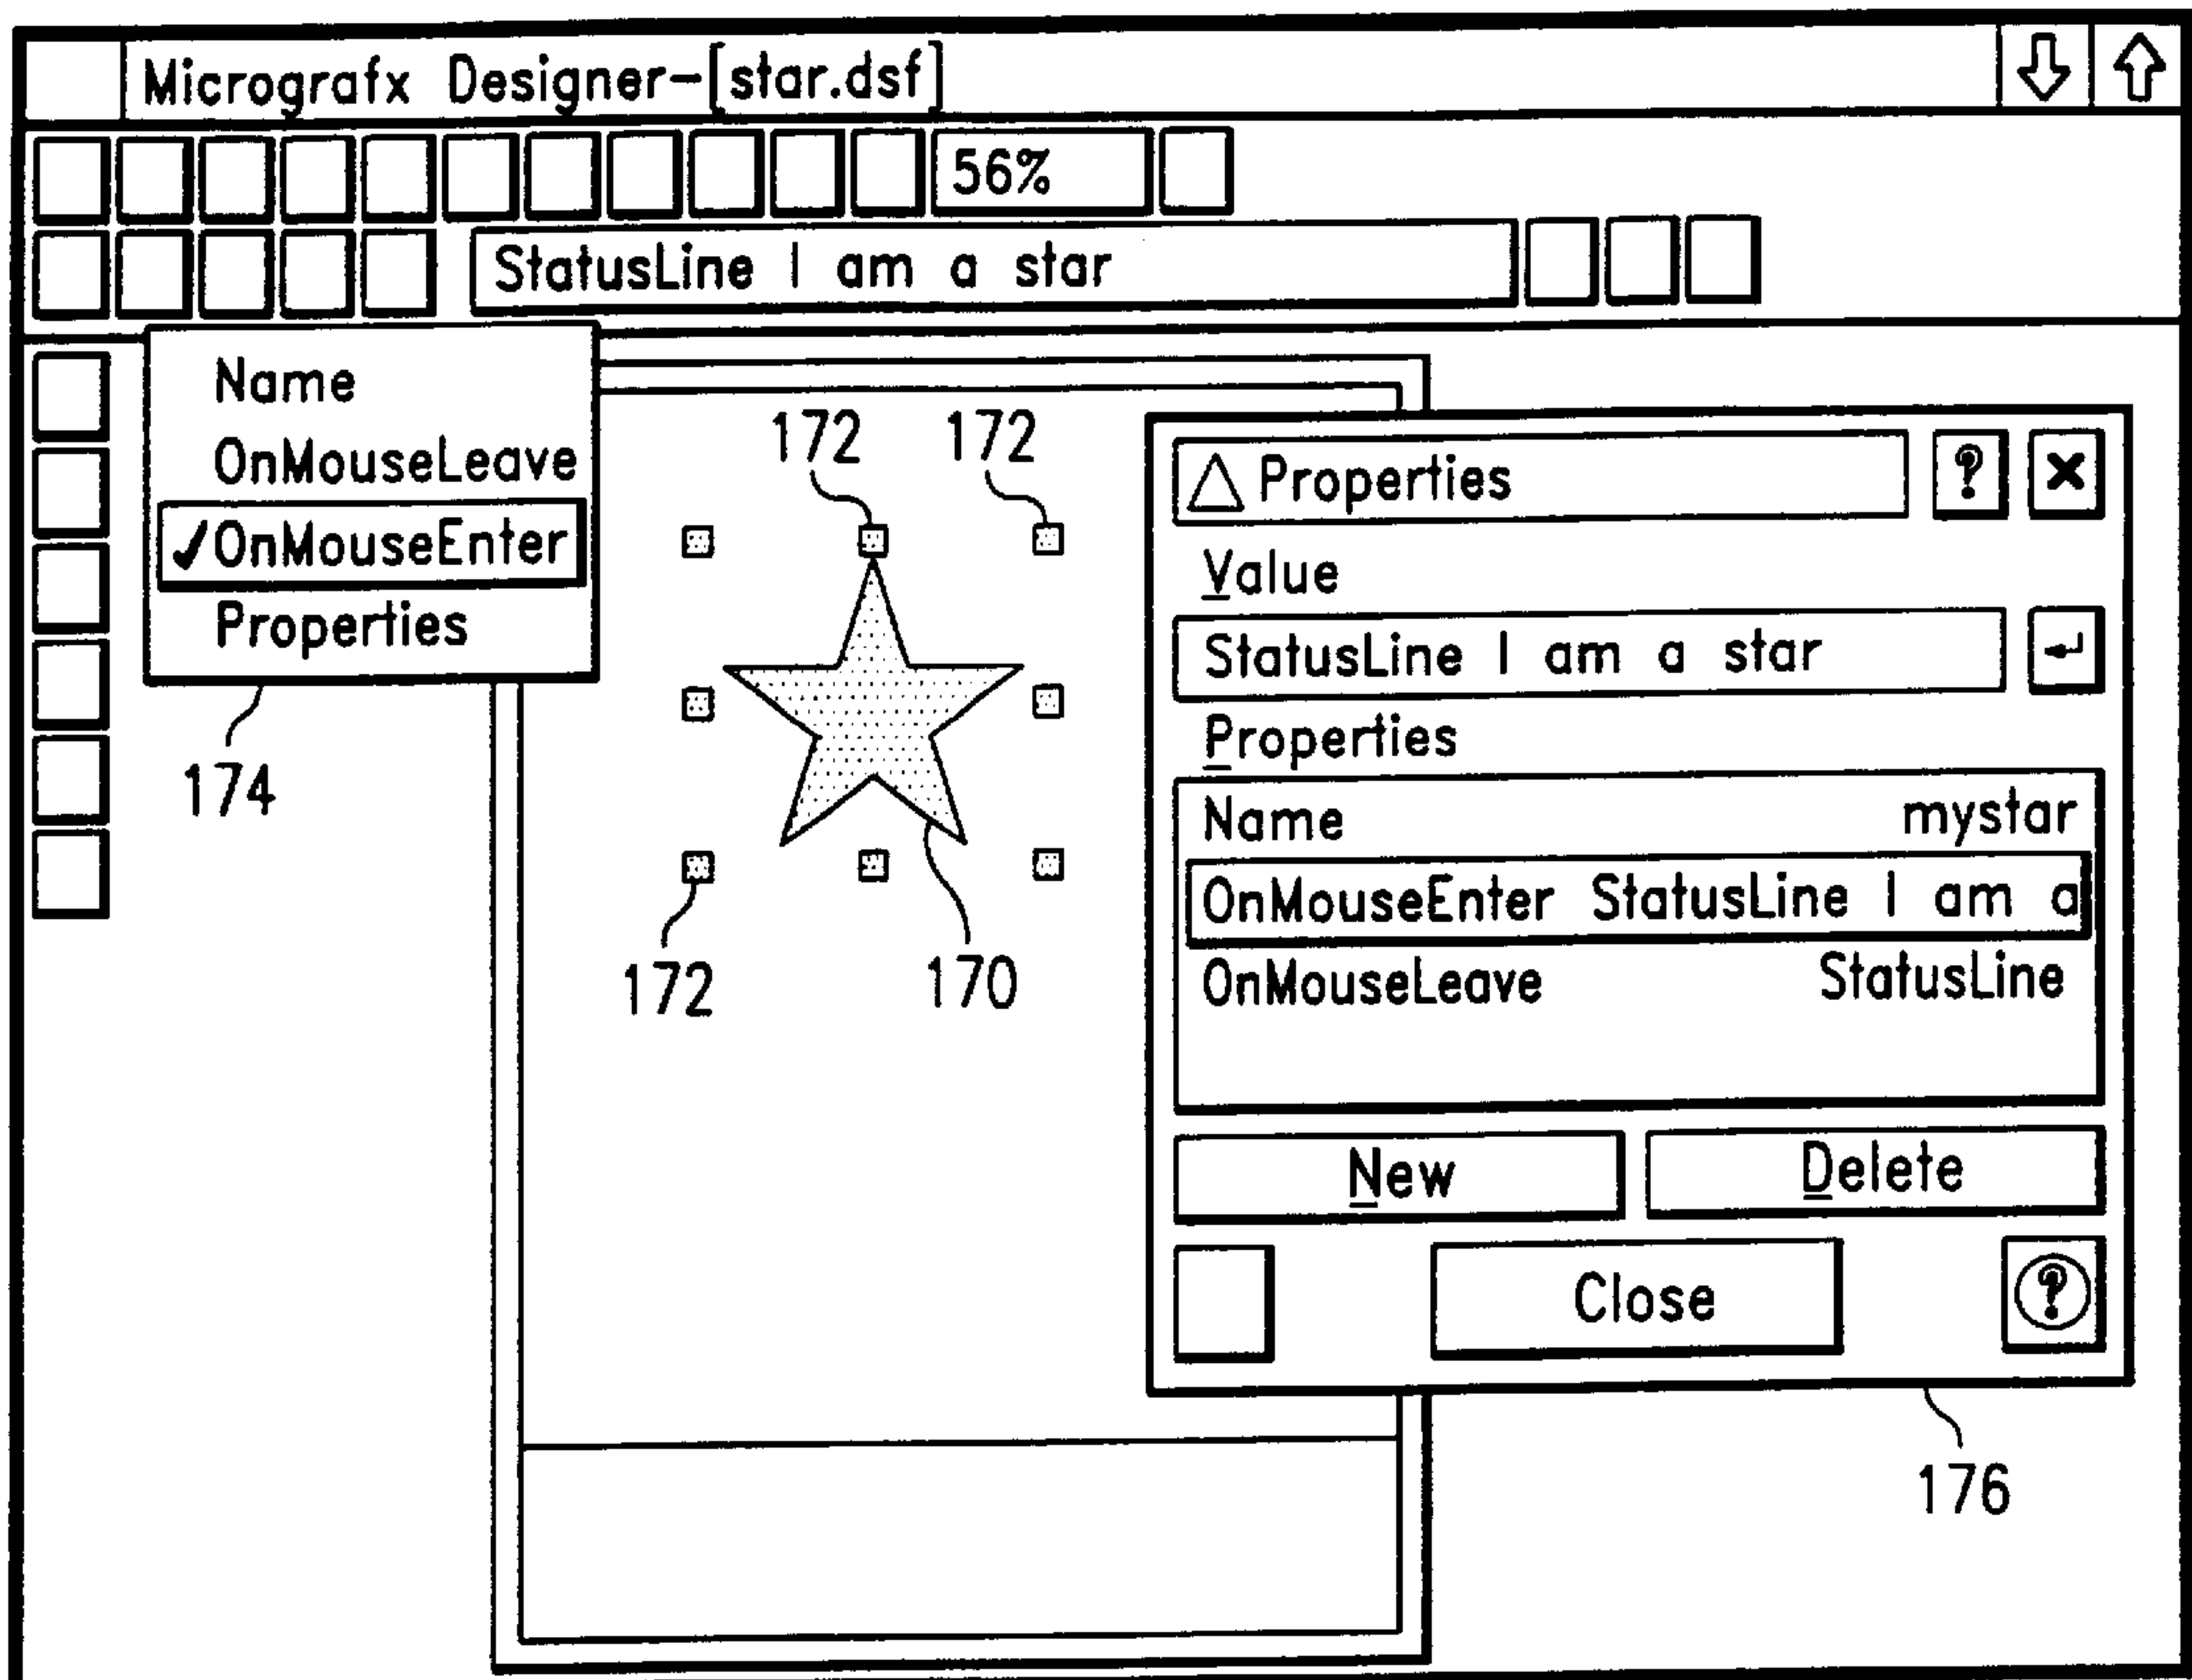 Micrografx Designer-[star.dsf]
56%
StatusLine I am a star
Name
OnMouseLeave
✓OnMouseEnter
Properties
174
172
172
172
170
Properties
?
X
Value
StatusLine I am a star
Properties
Name mystar
OnMouseEnter StatusLine I am a
OnMouseLeave StatusLine
New
Delete
Close
?
176